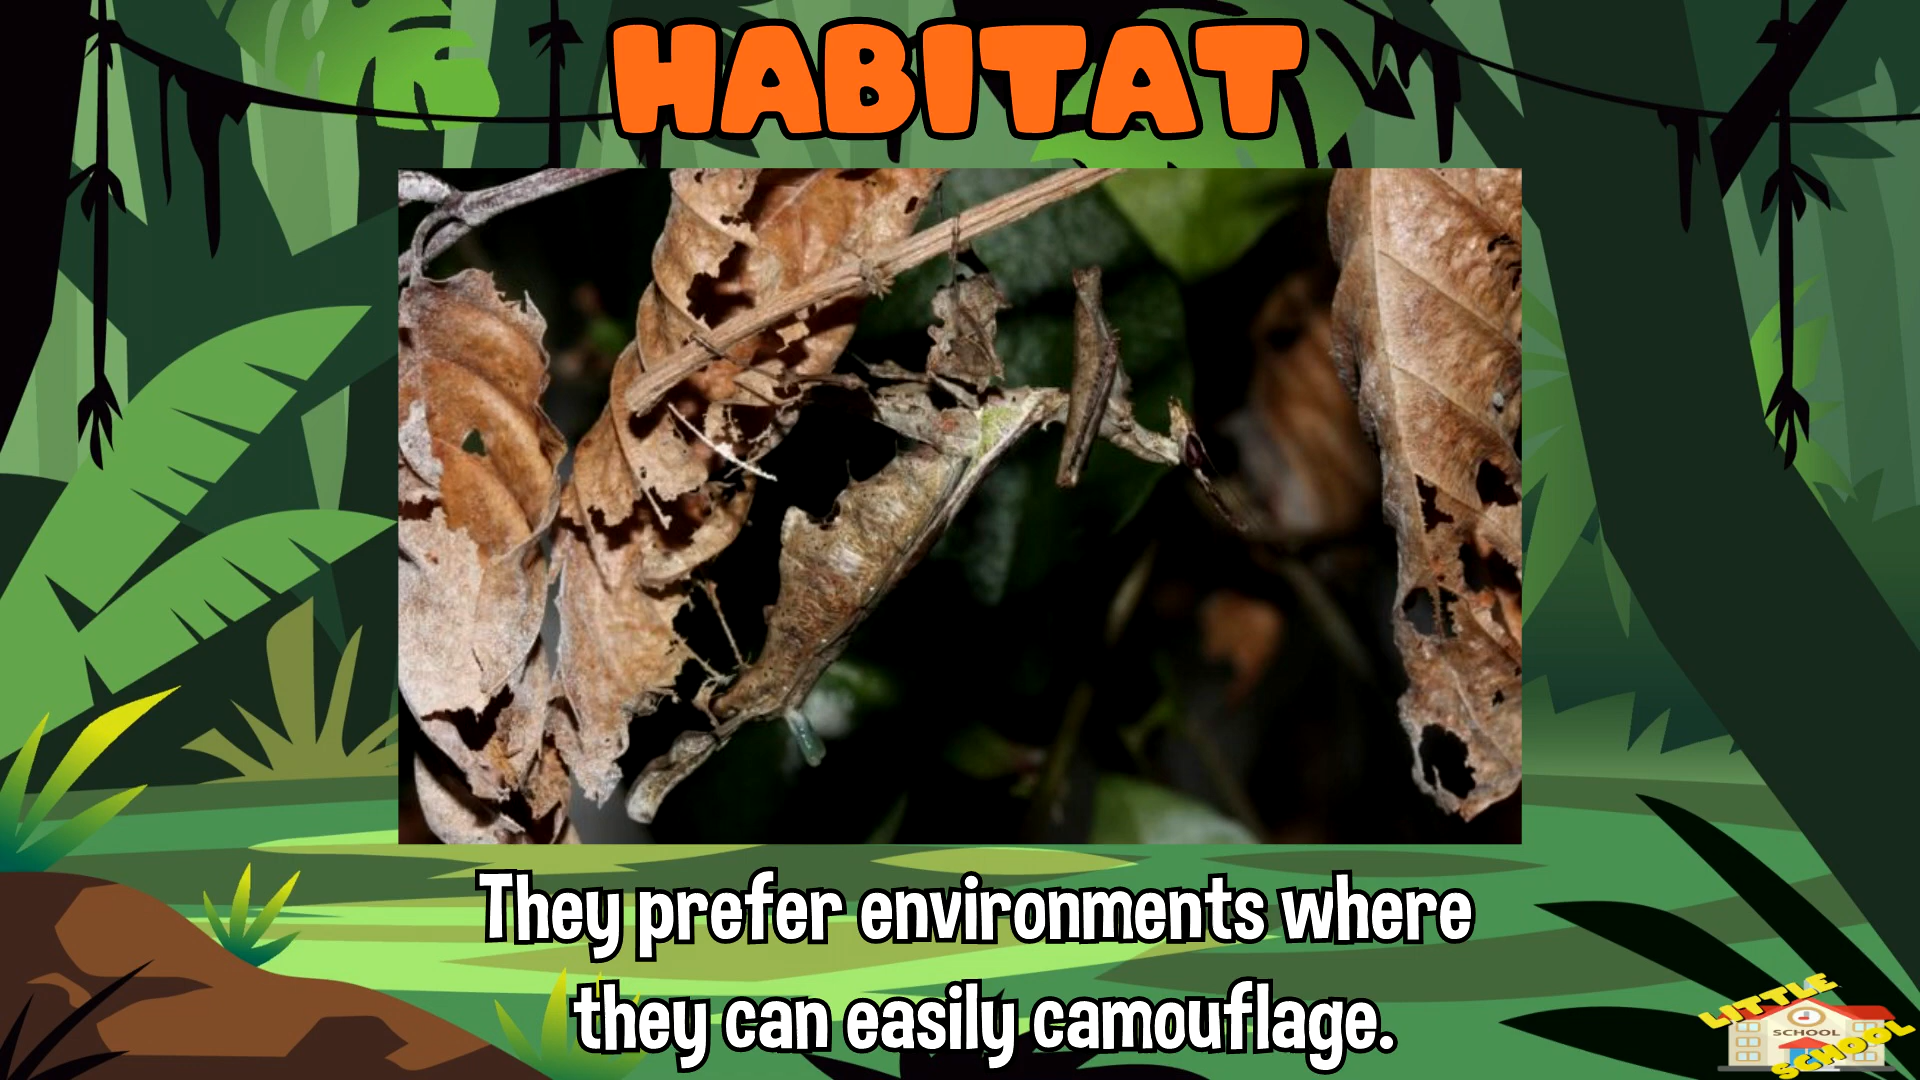 HABITAT
They prefer environments where
they can easily camouflage.
LITTLE
SCHOOL
SCHOOL